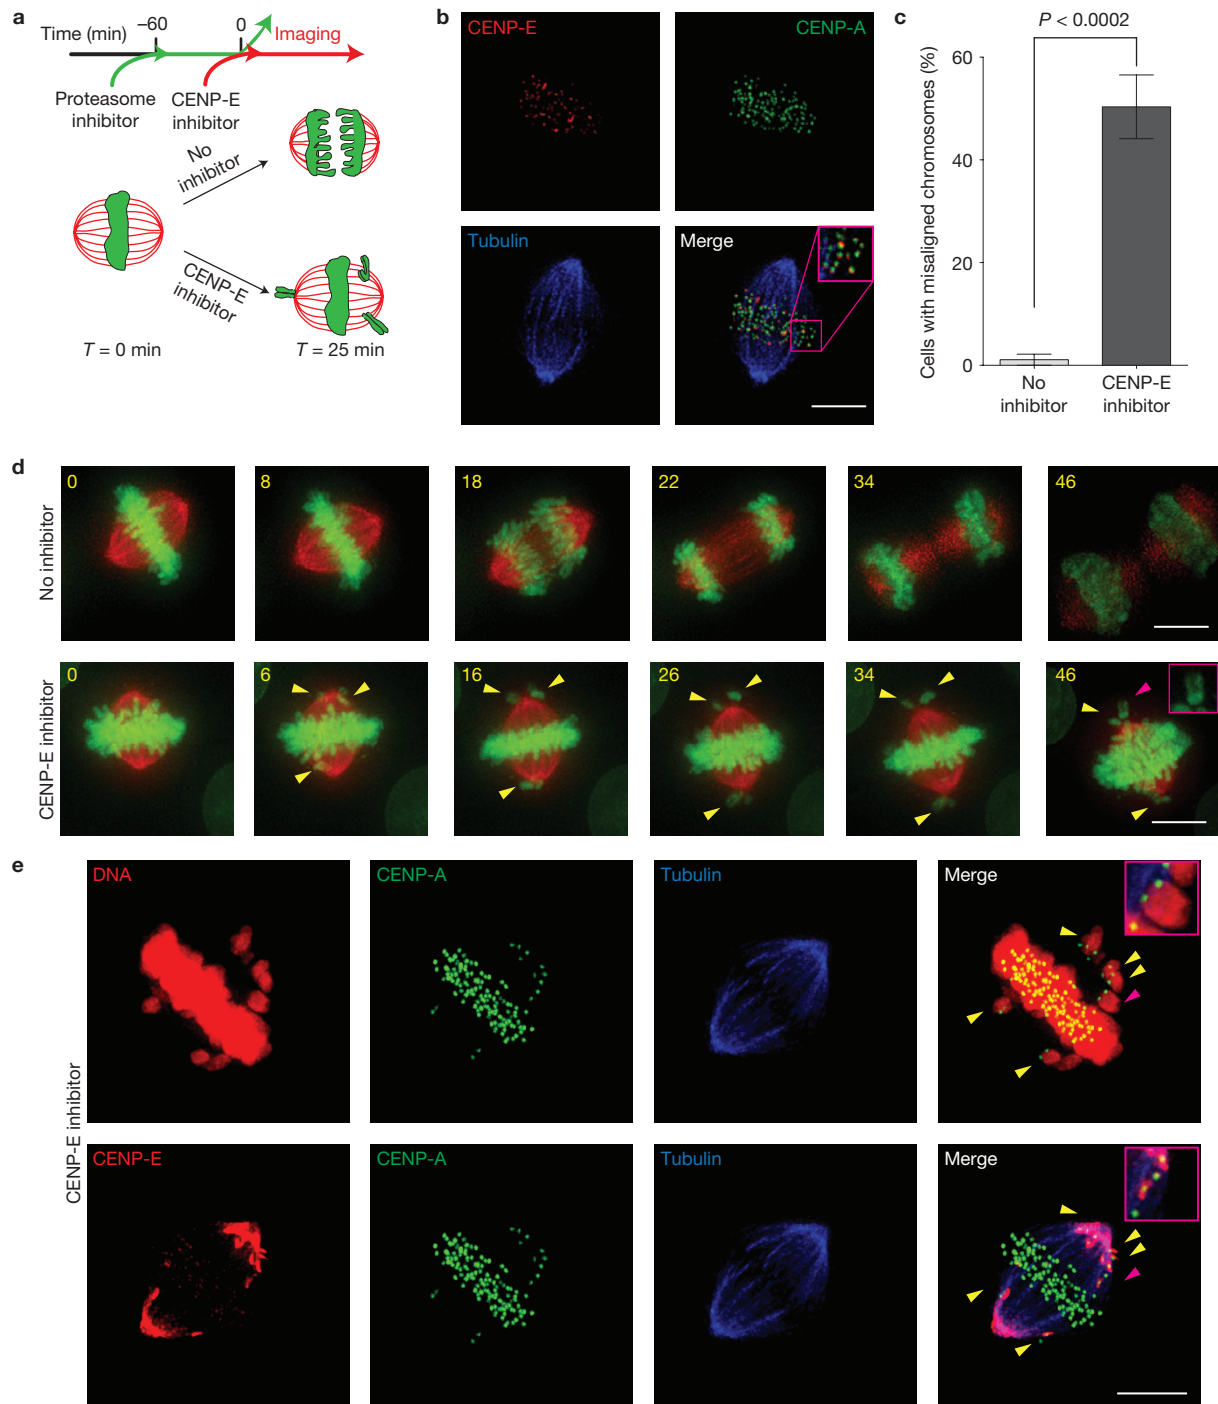 a
Time (min)
–60
0
Imaging
Proteasome
inhibitor
CENP-E
inhibitor
No
inhibitor
CENP-E
inhibitor
T = 0 min
T = 25 min
b
CENP-E
CENP-A
Tubulin
Merge
c
P < 0.0002
Cells with misaligned chromosomes (%)
60
40
20
0
No
inhibitor
CENP-E
inhibitor
d
No inhibitor
0
8
18
22
34
46
CENP-E inhibitor
0
6
16
26
34
46
e
CENP-E inhibitor
DNA
CENP-A
Tubulin
Merge
CENP-E
CENP-A
Tubulin
Merge